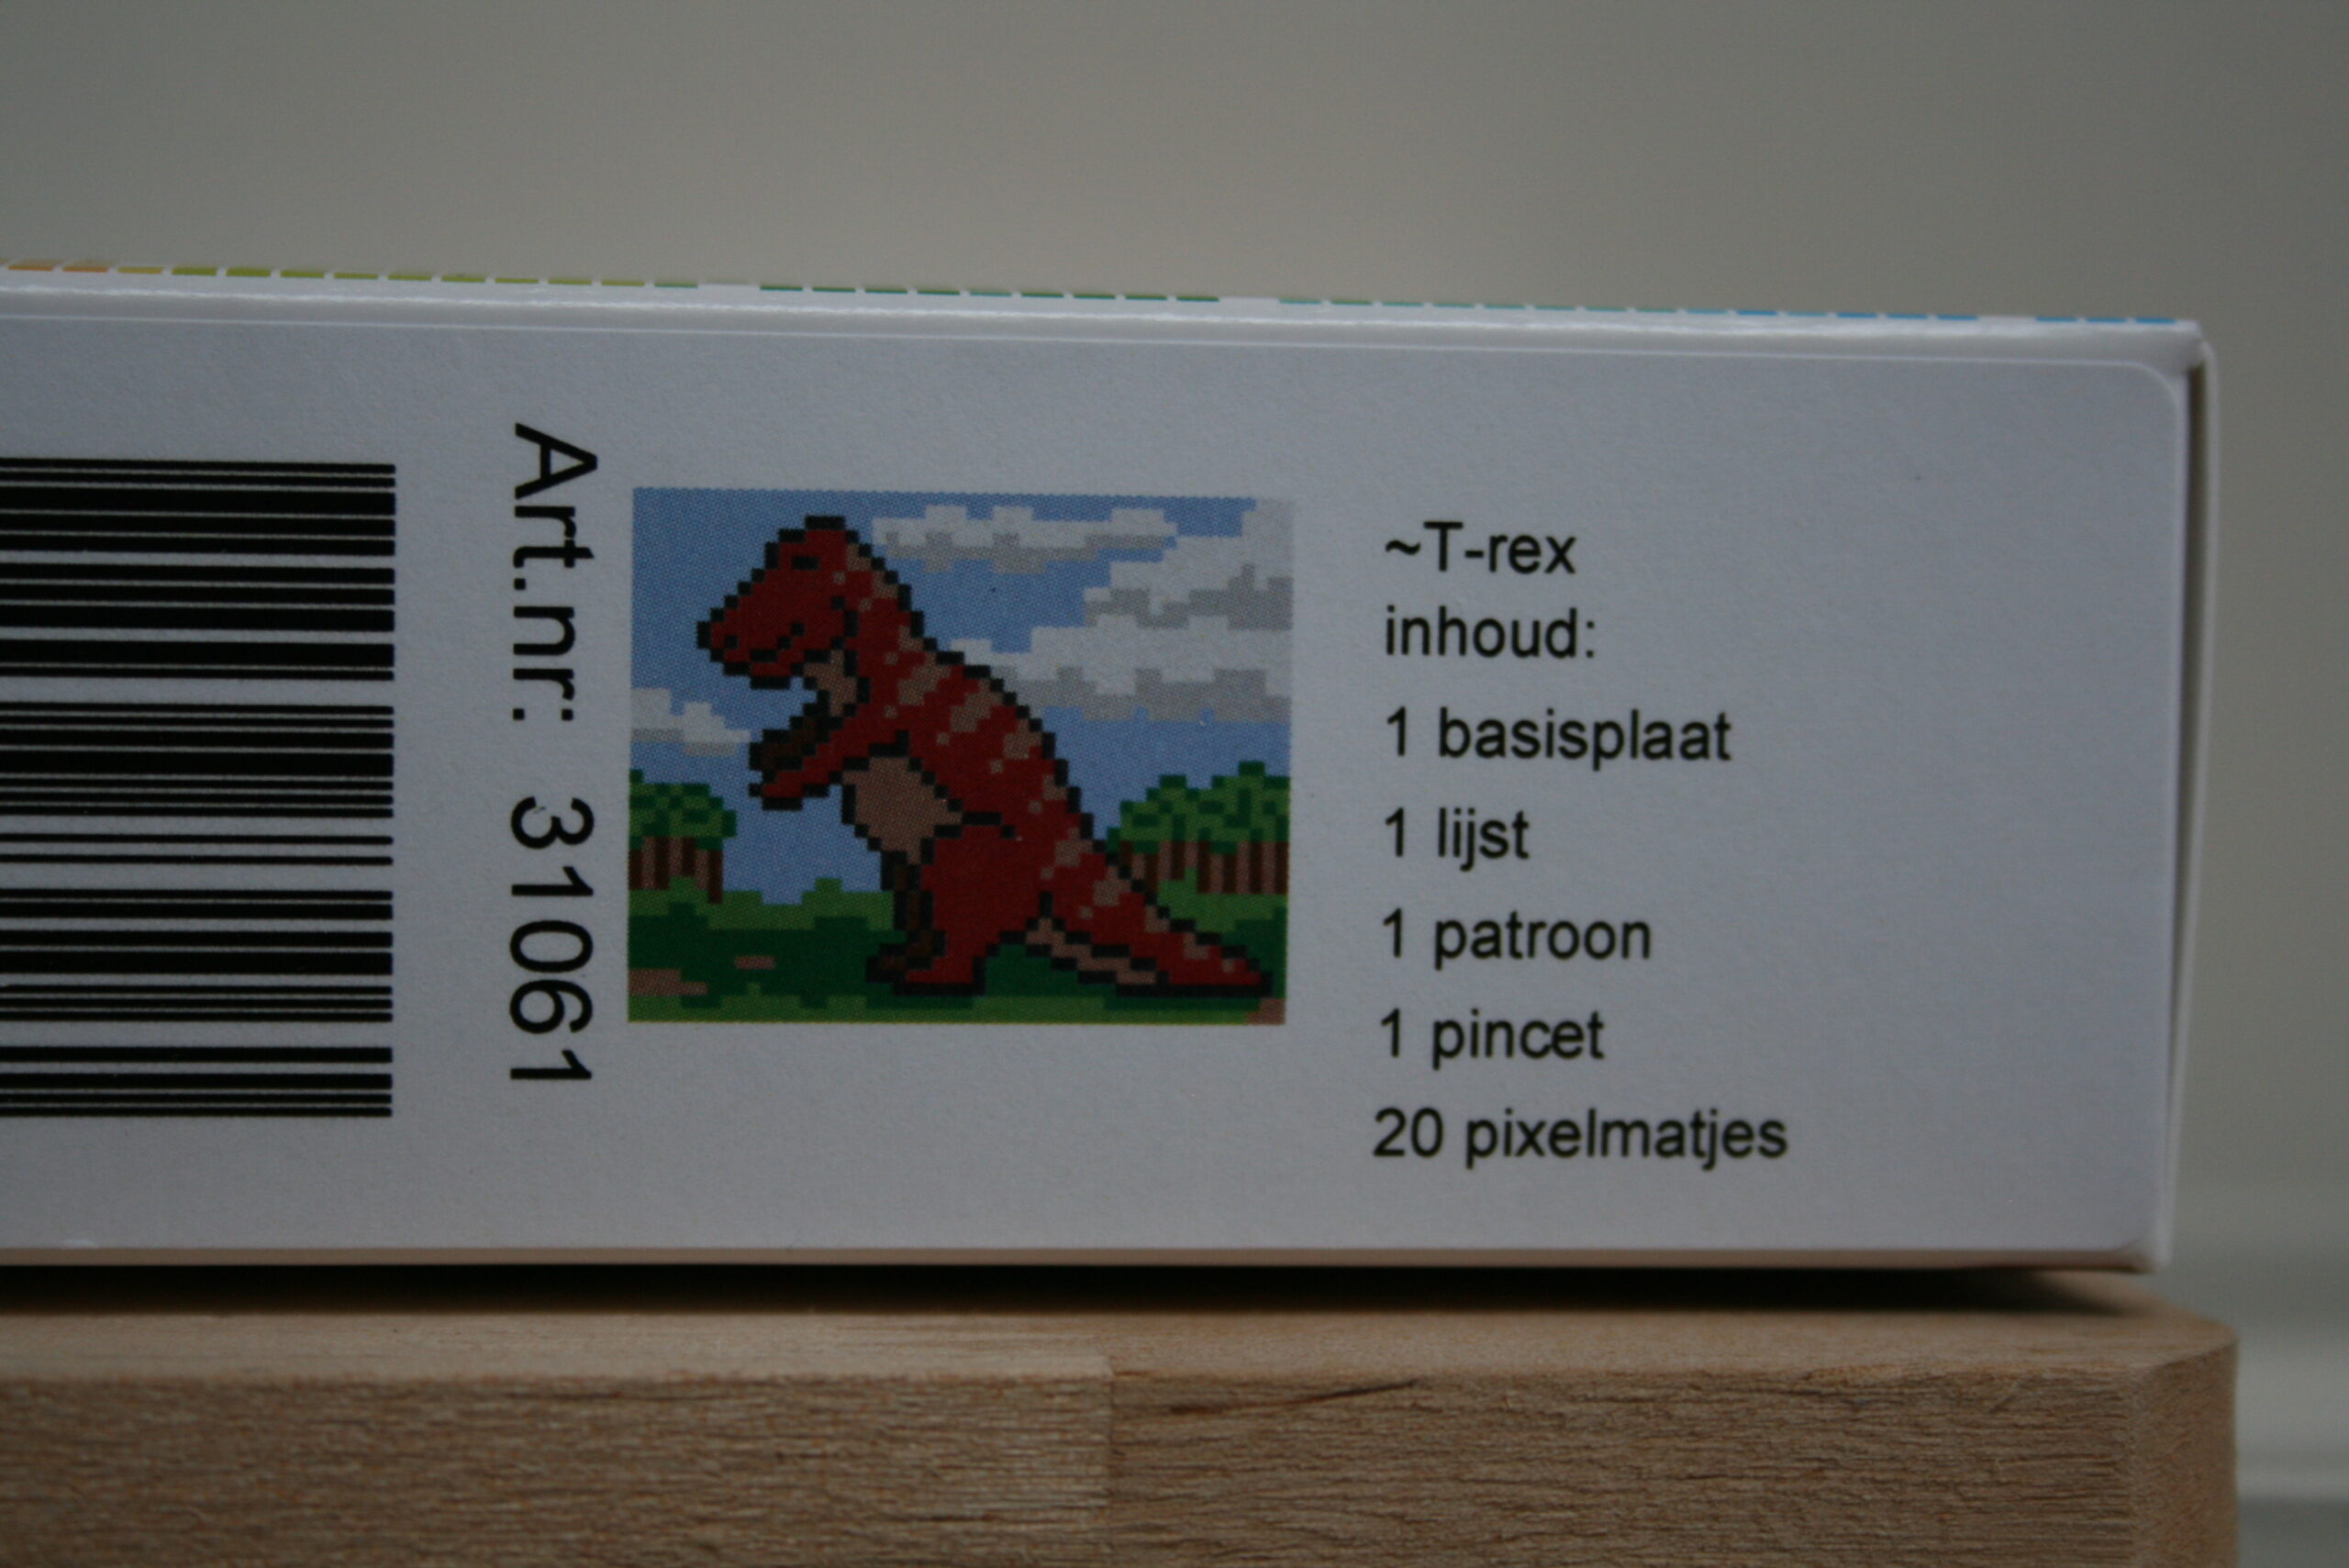 Art.nr: 31061
~T-rex
inhoud:
1 basisplaat
1 lijst
1 patroon
1 pincet
20 pixelmatjes